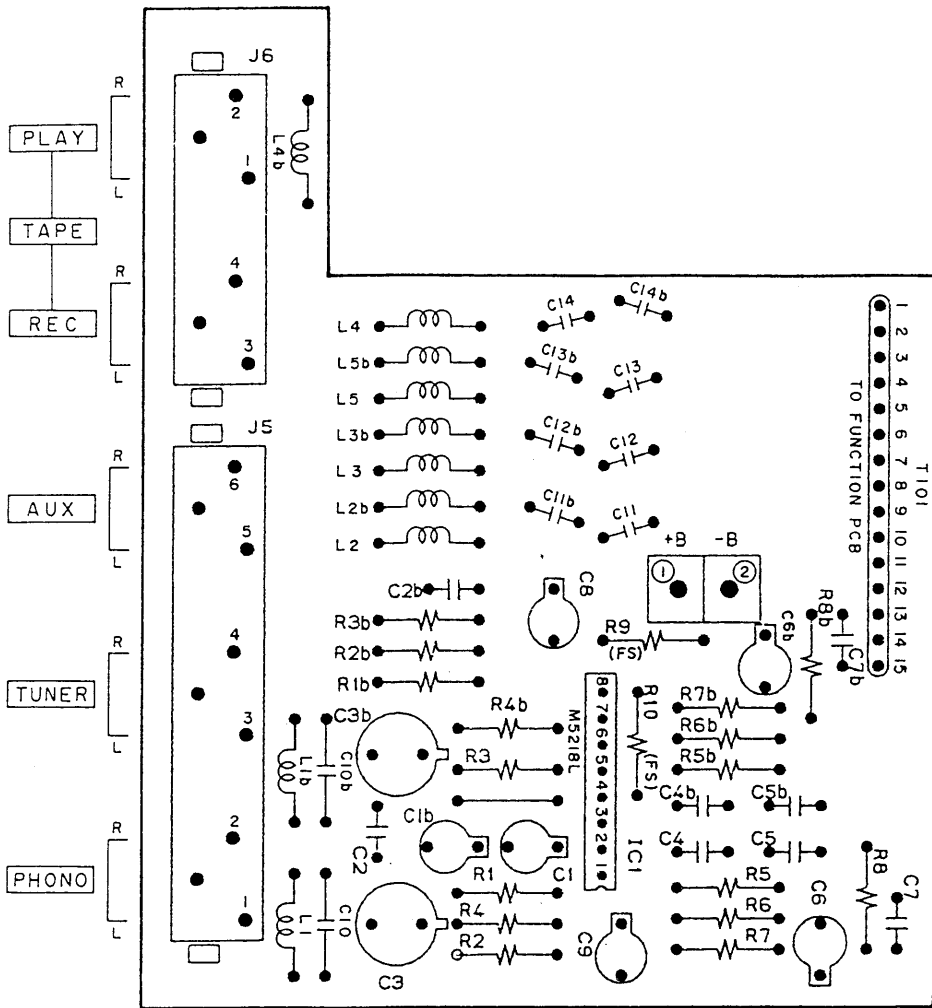 J6
R
2
PLAY
L4b
1
L
TAPE
R
4
REC
3
L
J5
R
6
AUX
5
L
4
TUNER
3
R
L
2
R
PHONO
1
L
L4
L5b
L5
L3b
L3
L2b
L2
C14
C14b
C13b
C13
C12b
C12
C11b
C11
1
2
3
4
5
6
7
8
9
10
11
12
13
14
15
TO FUNCTION PCB
T101
+B
-B
1
2
C2b
R3b
R2b
R1b
C8
R9
(FS)
C6b
R8b
C7b
C3b
L1b
C10b
R4b
R3
C1b
C2
R1
C1
R4
R2
C3
L1
C10
8
7
6
5
4
3
2
1
M5218L
IC1
R10
(FS)
R7b
R6b
R5b
C4b
C5b
C4
C5
R5
R6
R7
C9
C6
R8
C7